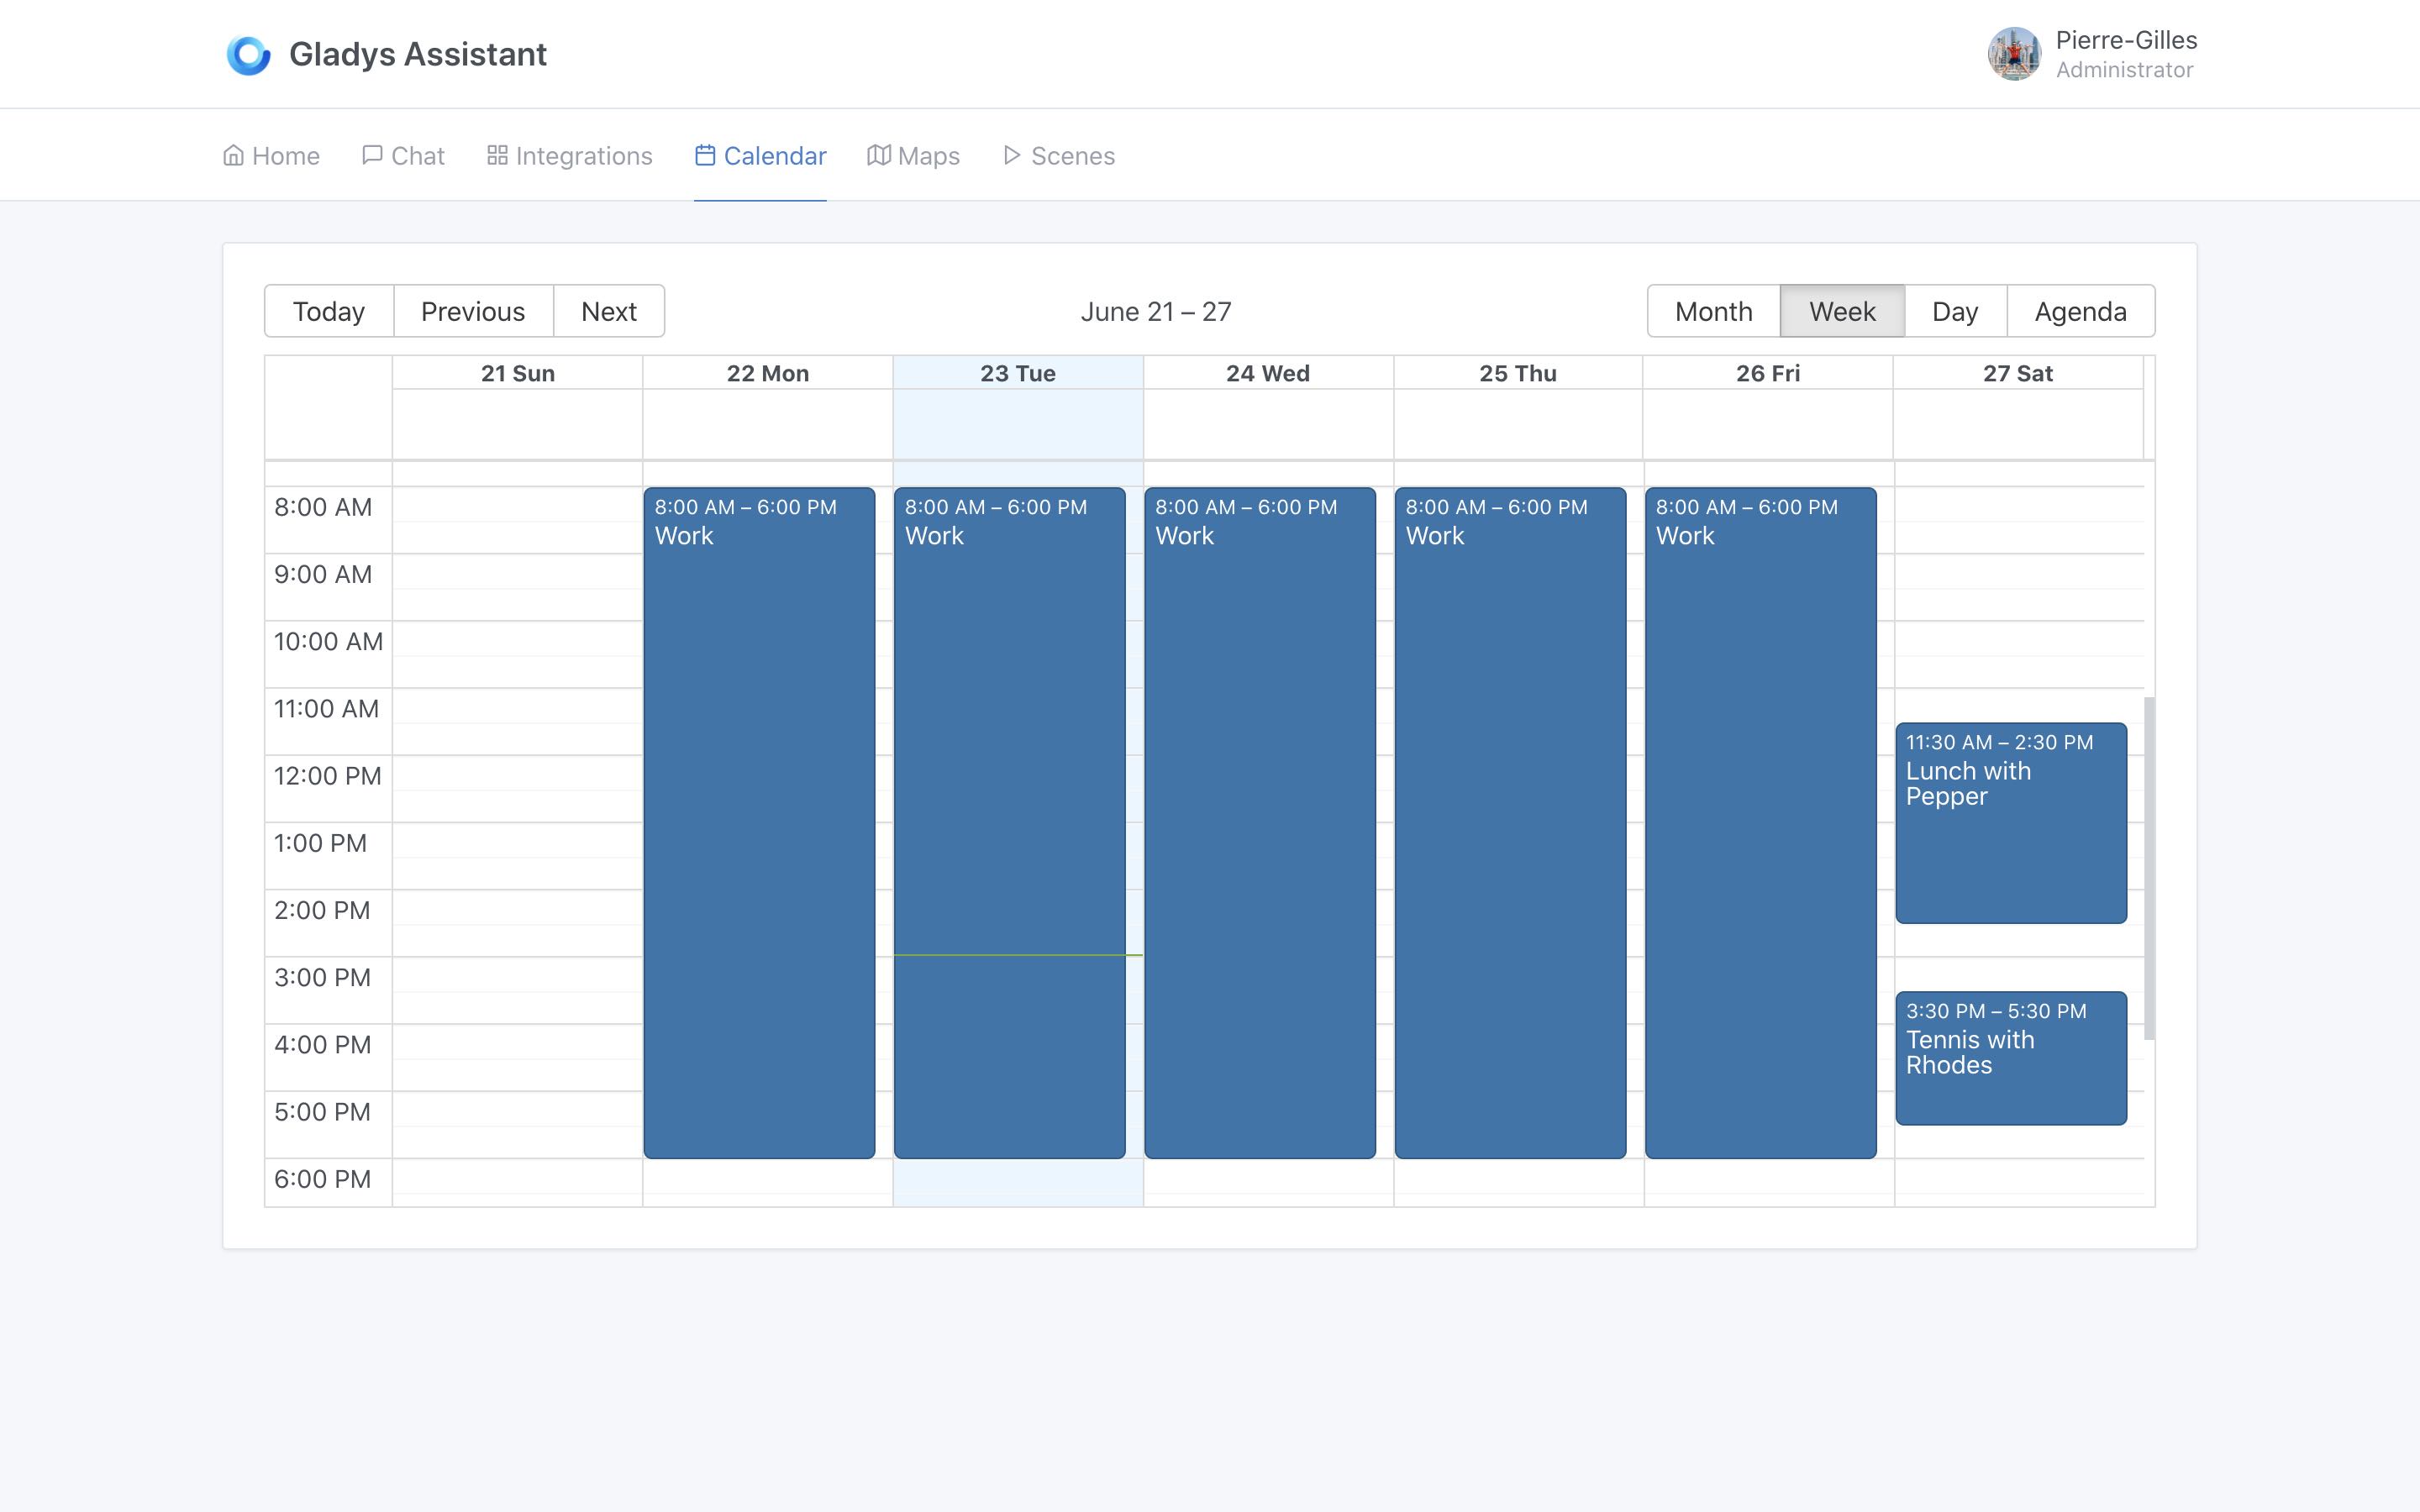 Gladys Assistant
Pierre-Gilles
Administrator
Home Chat Integrations Calendar Maps Scenes
Today Previous Next June 21 – 27 Month Week Day Agenda
21 Sun 22 Mon 23 Tue 24 Wed 25 Thu 26 Fri 27 Sat
8:00 AM
9:00 AM
10:00 AM
11:00 AM
12:00 PM
1:00 PM
2:00 PM
3:00 PM
4:00 PM
5:00 PM
6:00 PM
8:00 AM – 6:00 PM
Work
8:00 AM – 6:00 PM
Work
8:00 AM – 6:00 PM
Work
8:00 AM – 6:00 PM
Work
8:00 AM – 6:00 PM
Work
11:30 AM – 2:30 PM
Lunch with
Pepper
3:30 PM – 5:30 PM
Tennis with
Rhodes